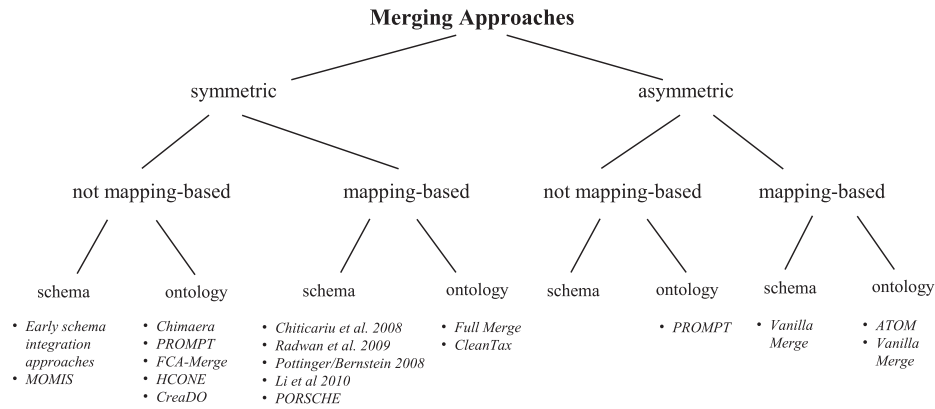 Merging Approaches
symmetric
asymmetric
not mapping-based
mapping-based
not mapping-based
mapping-based
schema
ontology
schema
ontology
schema
ontology
schema
ontology
• Early schema
integration
approaches
• MOMIS
• Chimaera
• PROMPT
• FCA-Merge
• HCONE
• CreaDO
• Chiticariu et al. 2008
• Radwan et al. 2009
• Pottinger/Bernstein 2008
• Li et al 2010
• PORSCHE
• Full Merge
• CleanTax
• PROMPT
• Vanilla
Merge
• ATOM
• Vanilla
Merge